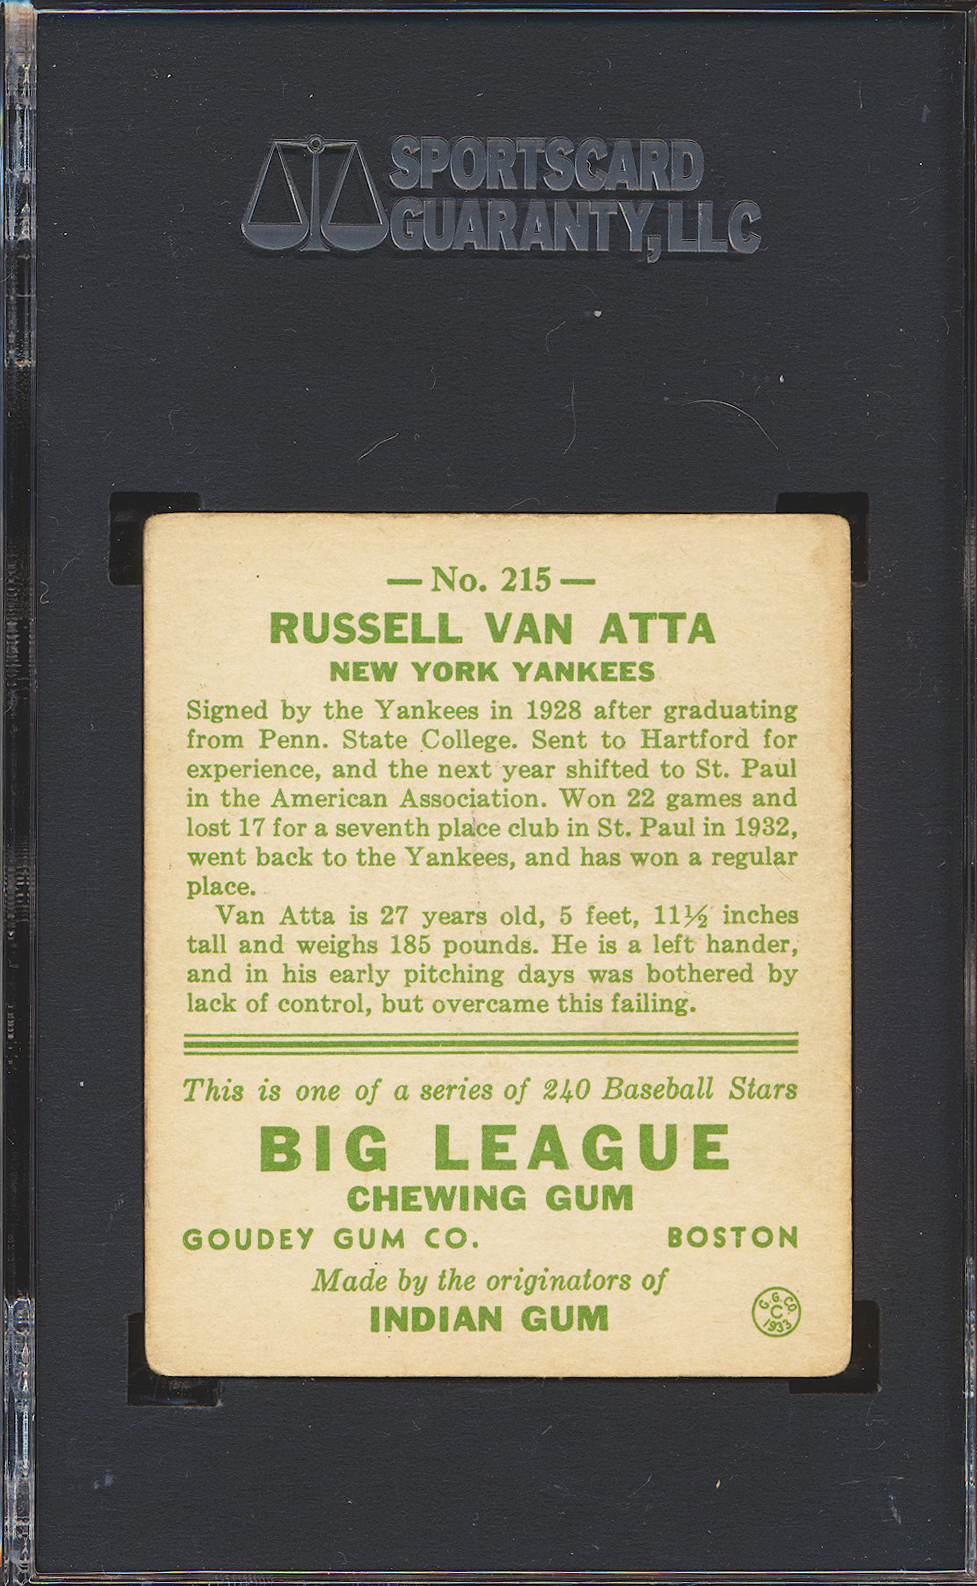 SPORTSCARD
GUARANTY, LLC
— No. 215 —
RUSSELL VAN ATTA
NEW YORK YANKEES
Signed by the Yankees in 1928 after graduating
from Penn. State College. Sent to Hartford for
experience, and the next year shifted to St. Paul
in the American Association. Won 22 games and
lost 17 for a seventh place club in St. Paul in 1932,
went back to the Yankees, and has won a regular
place.
Van Atta is 27 years old, 5 feet, 11½ inches
tall and weighs 185 pounds. He is a left hander,
and in his early pitching days was bothered by
lack of control, but overcame this failing.
This is one of a series of 240 Baseball Stars
BIG LEAGUE
CHEWING GUM
GOUDEY GUM CO. BOSTON
Made by the originators of
INDIAN GUM
G. G. CO.
C
1933